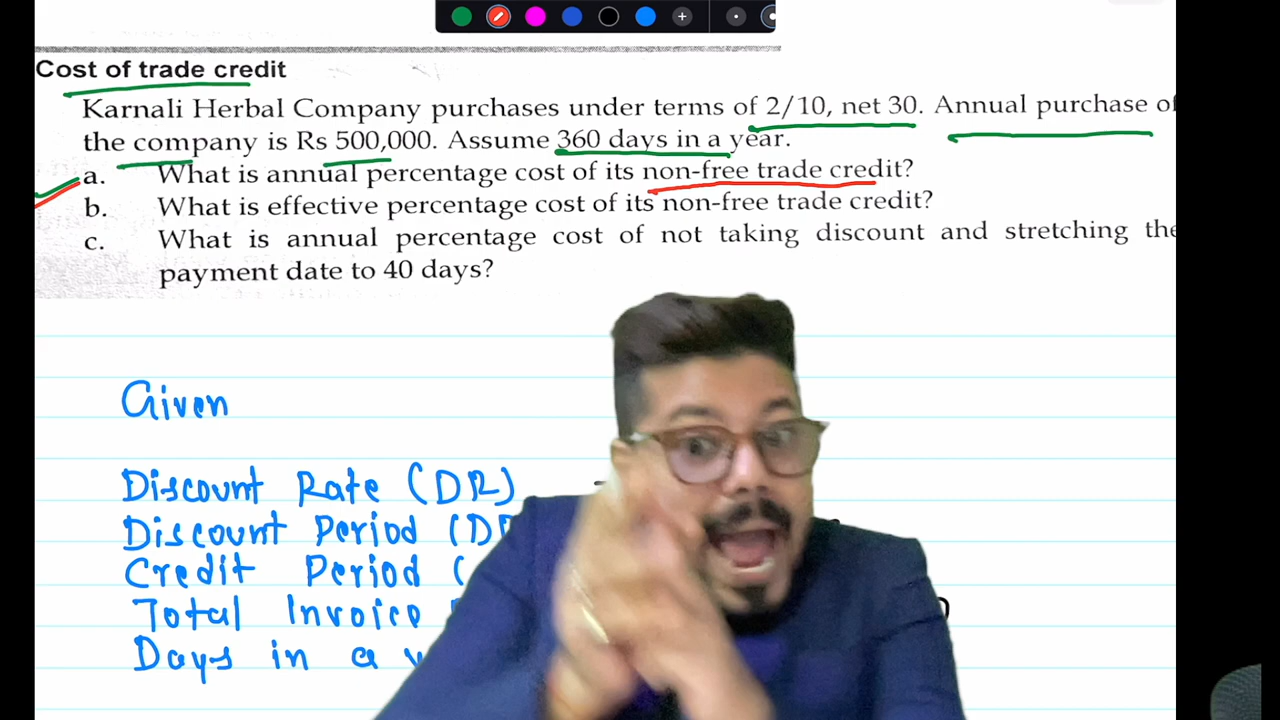 Cost of trade credit
Karnali Herbal Company purchases under terms of 2/10, net 30. Annual purchase of
the company is Rs 500,000. Assume 360 days in a year.
a. What is annual percentage cost of its non-free trade credit?
b. What is effective percentage cost of its non-free trade credit?
c. What is annual percentage cost of not taking discount and stretching the
payment date to 40 days?
Given
Discount Rate (DR)
Discount Period (
Credit Period (
Total Invoice
Days in a